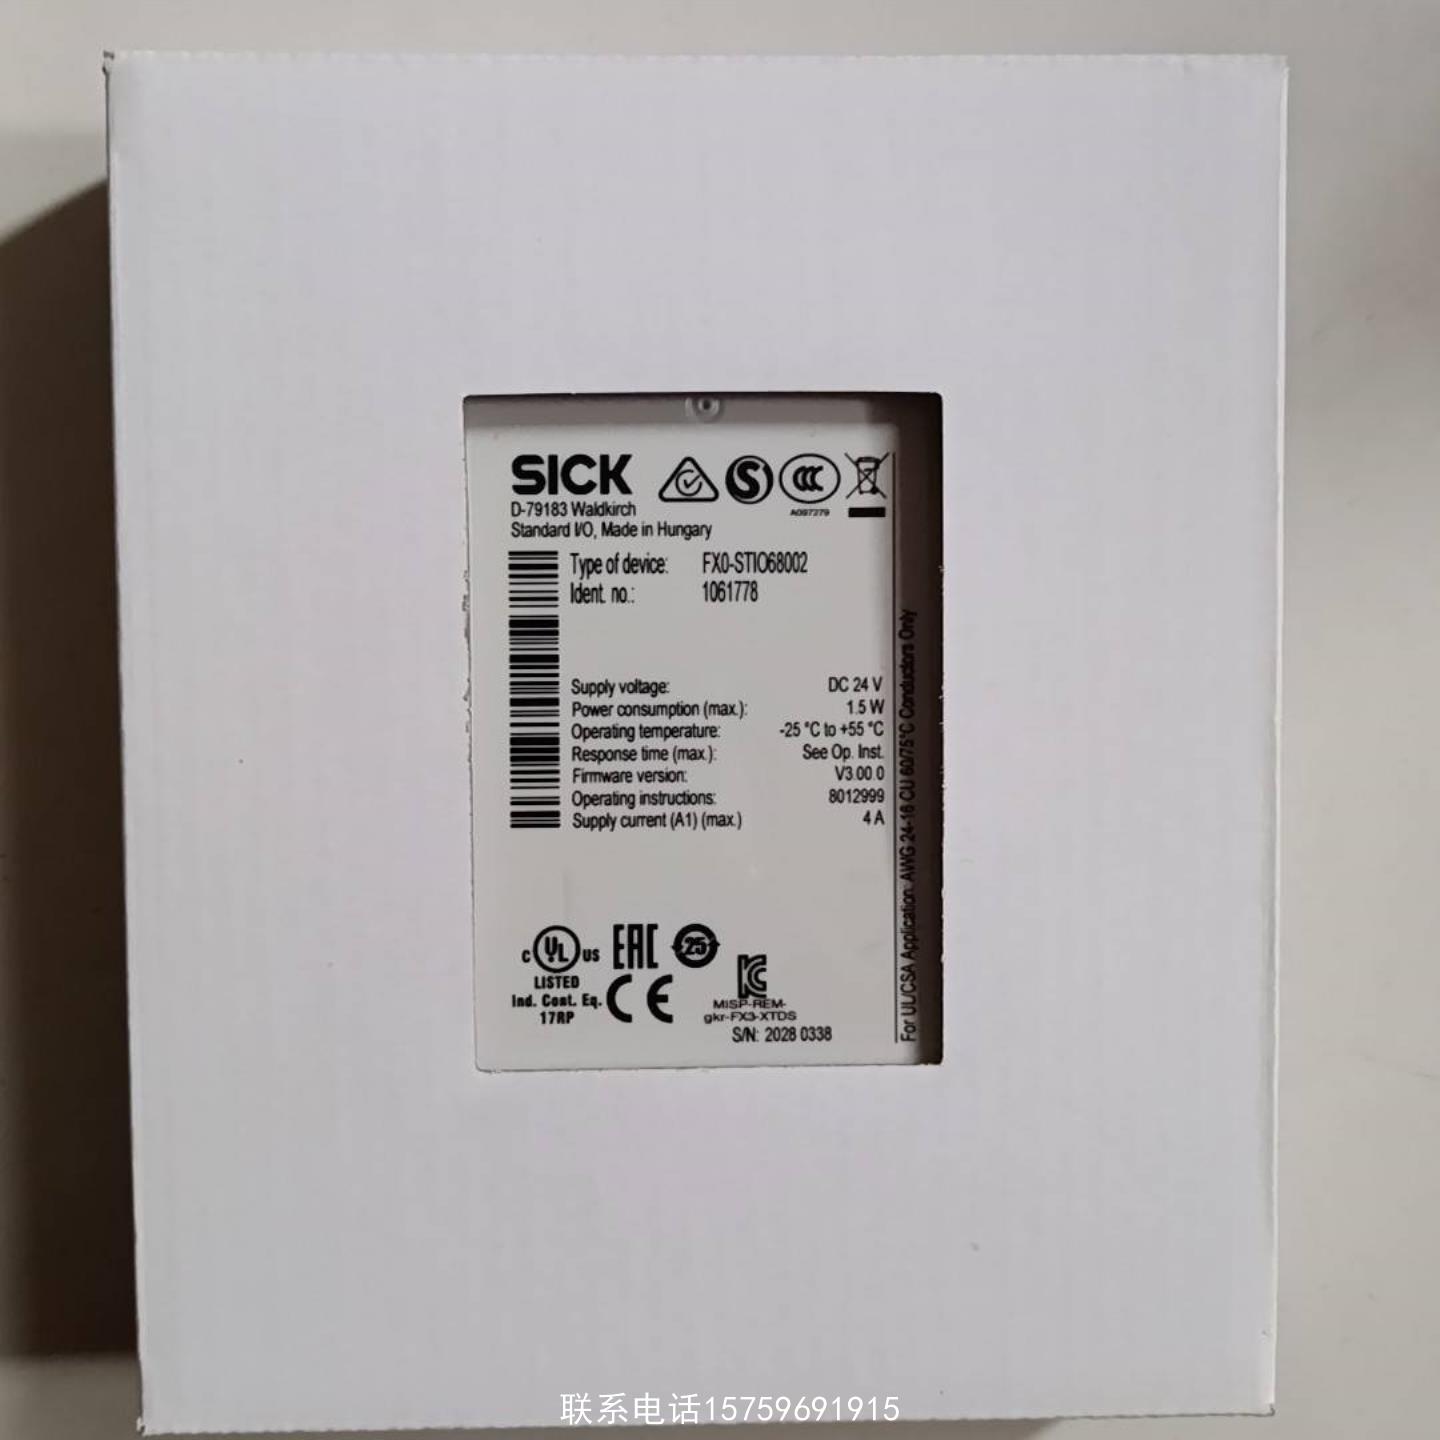 SICK
D-79183 Waldkirch
Standard I/O, Made in Hungary
A097279
Type of device: FX0-STIO68002
Ident. no.: 1061778
Supply voltage: DC 24 V
Power consumption (max.): 1.5 W
Operating temperature: -25 °C to +55 °C
Response time (max.): See Op. Inst.
Firmware version: V3.00.0
Operating instructions: 8012999
Supply current (A1) (max.) 4 A
For UL/CSA Application: AWG 24-16 CU 60/75°C Conductors Only
c UL us
LISTED
Ind. Cont. Eq.
17RP
EAC
25
CE
MISP-REM-
gkr-FX3-XTDS
S/N: 2028 0338
联系电话15759691915